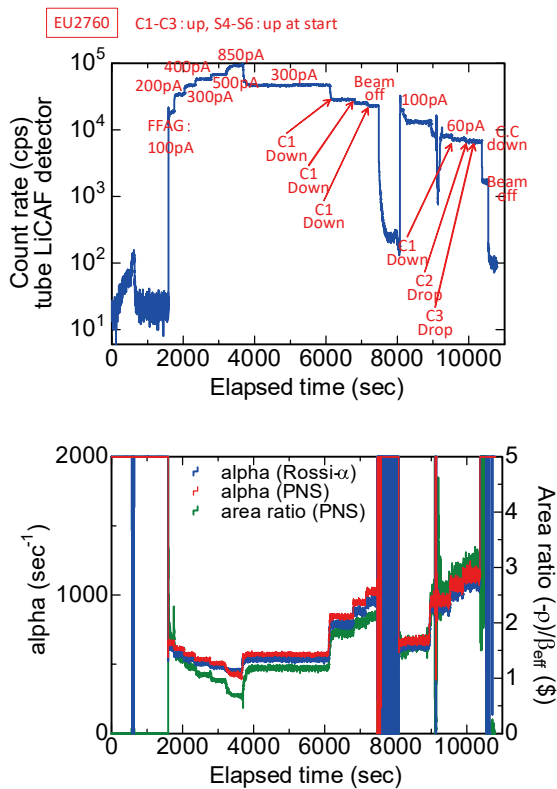 EU2760 C1-C3 : up, S4-S6 : up at start
Count rate (cps)
tube LiCAF detector
10^5
10^4
10^3
10^2
10^1
850pA
400pA
200pA
500pA
300pA
300pA
FFAG :
100pA
Beam
off
100pA
60pA
C.C
down
Beam
off
C1
Down
C1
Down
C1
Down
C1
Down
C2
Drop
C3
Drop
0 2000 4000 6000 8000 10000
Elapsed time (sec)
alpha (sec^-1)
2000
1000
0
alpha (Rossi-α)
alpha (PNS)
area ratio (PNS)
5
4
3
2
1
0
Area ratio (-ρ)/β_eff ($)
0 2000 4000 6000 8000 10000
Elapsed time (sec)